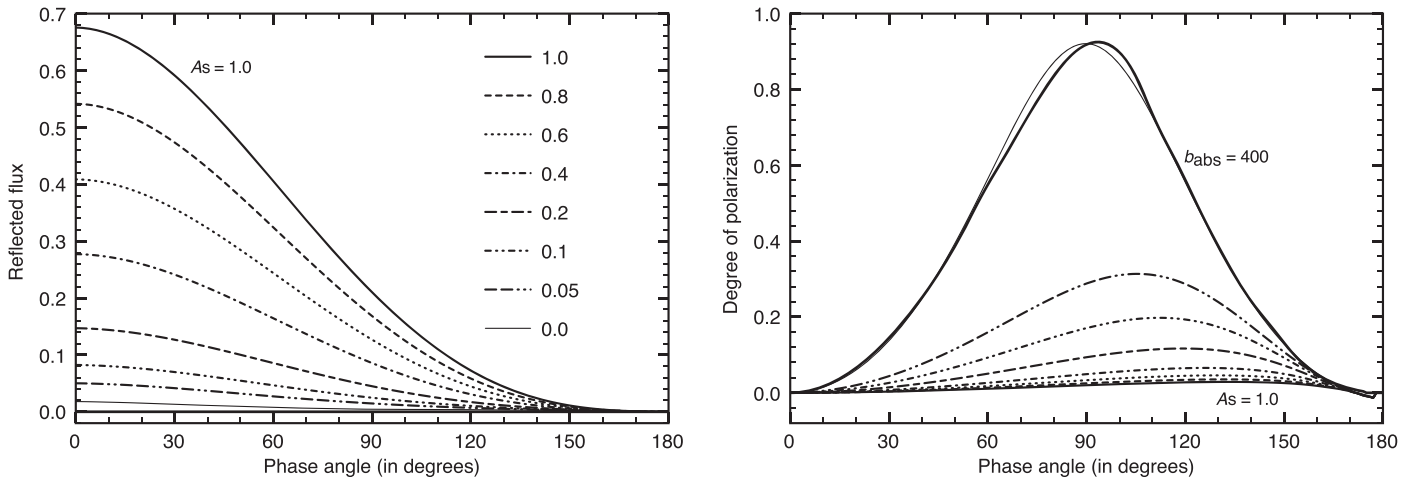 0.7
0.6
0.5
0.4
0.3
0.2
0.1
0.0
Reflected flux
As = 1.0
1.0
0.8
0.6
0.4
0.2
0.1
0.05
0.0
0 30 60 90 120 150 180
Phase angle (in degrees)
1.0
0.8
0.6
0.4
0.2
0.0
Degree of polarization
babs = 400
As = 1.0
0 30 60 90 120 150 180
Phase angle (in degrees)